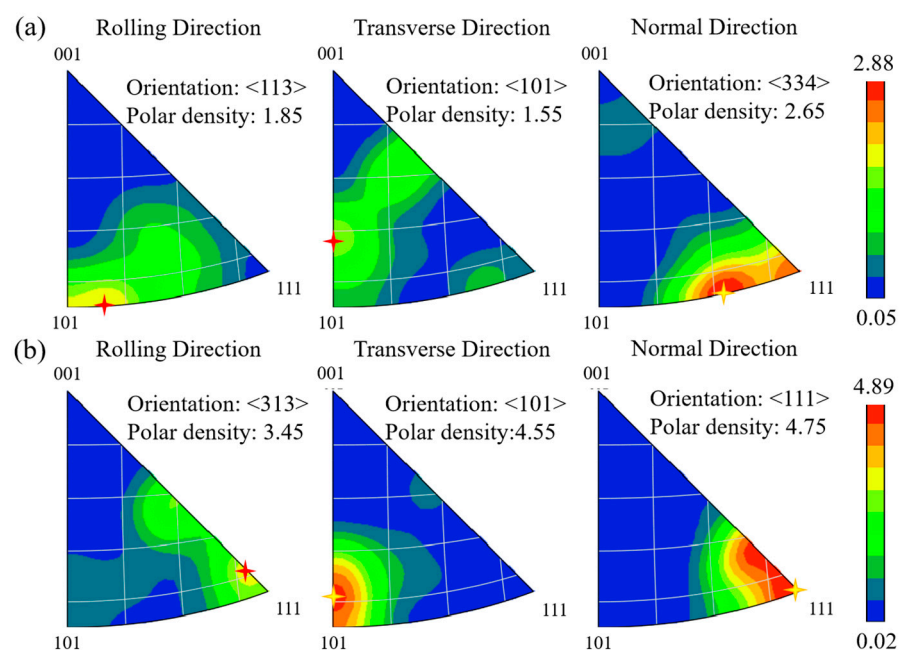 (a)
Rolling Direction
Transverse Direction
Normal Direction
001
001
001
2.88
Orientation: <113>
Polar density: 1.85
Orientation: <101>
Polar density: 1.55
Orientation: <334>
Polar density: 2.65
111
111
111
101
101
101
0.05
(b)
Rolling Direction
Transverse Direction
Normal Direction
001
001
001
4.89
Orientation: <313>
Polar density: 3.45
Orientation: <101>
Polar density:4.55
Orientation: <111>
Polar density: 4.75
111
111
111
101
101
101
0.02